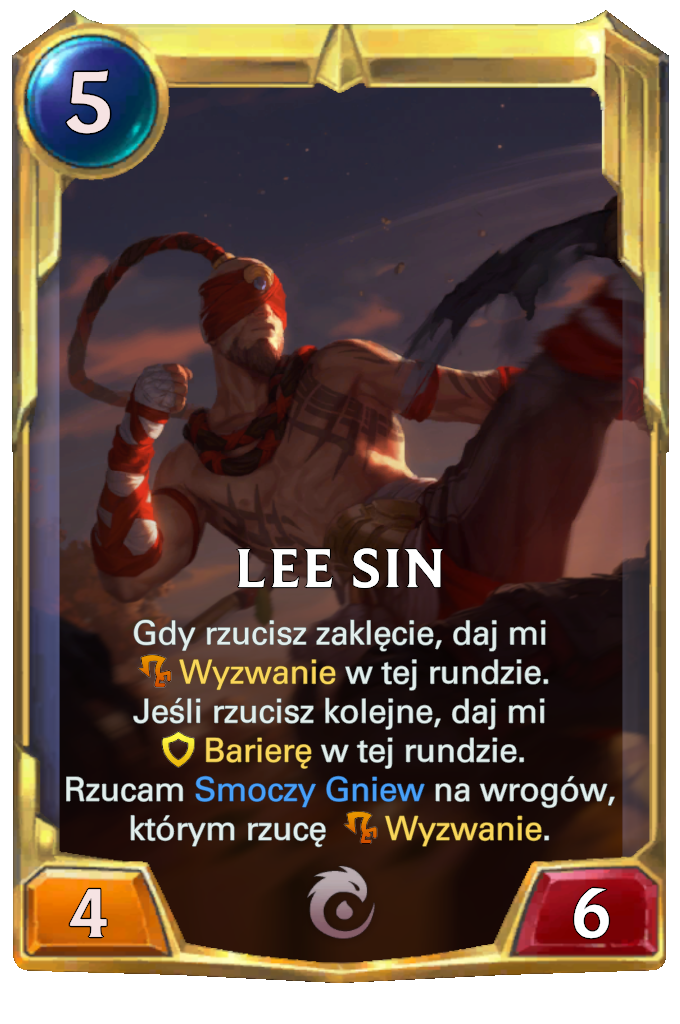 5
LEE SIN
Gdy rzucisz zaklęcie, daj mi
Wyzwanie w tej rundzie.
Jeśli rzucisz kolejne, daj mi
Barierę w tej rundzie.
Rzucam Smoczy Gniew na wrogów,
którym rzucę Wyzwanie.
4
6